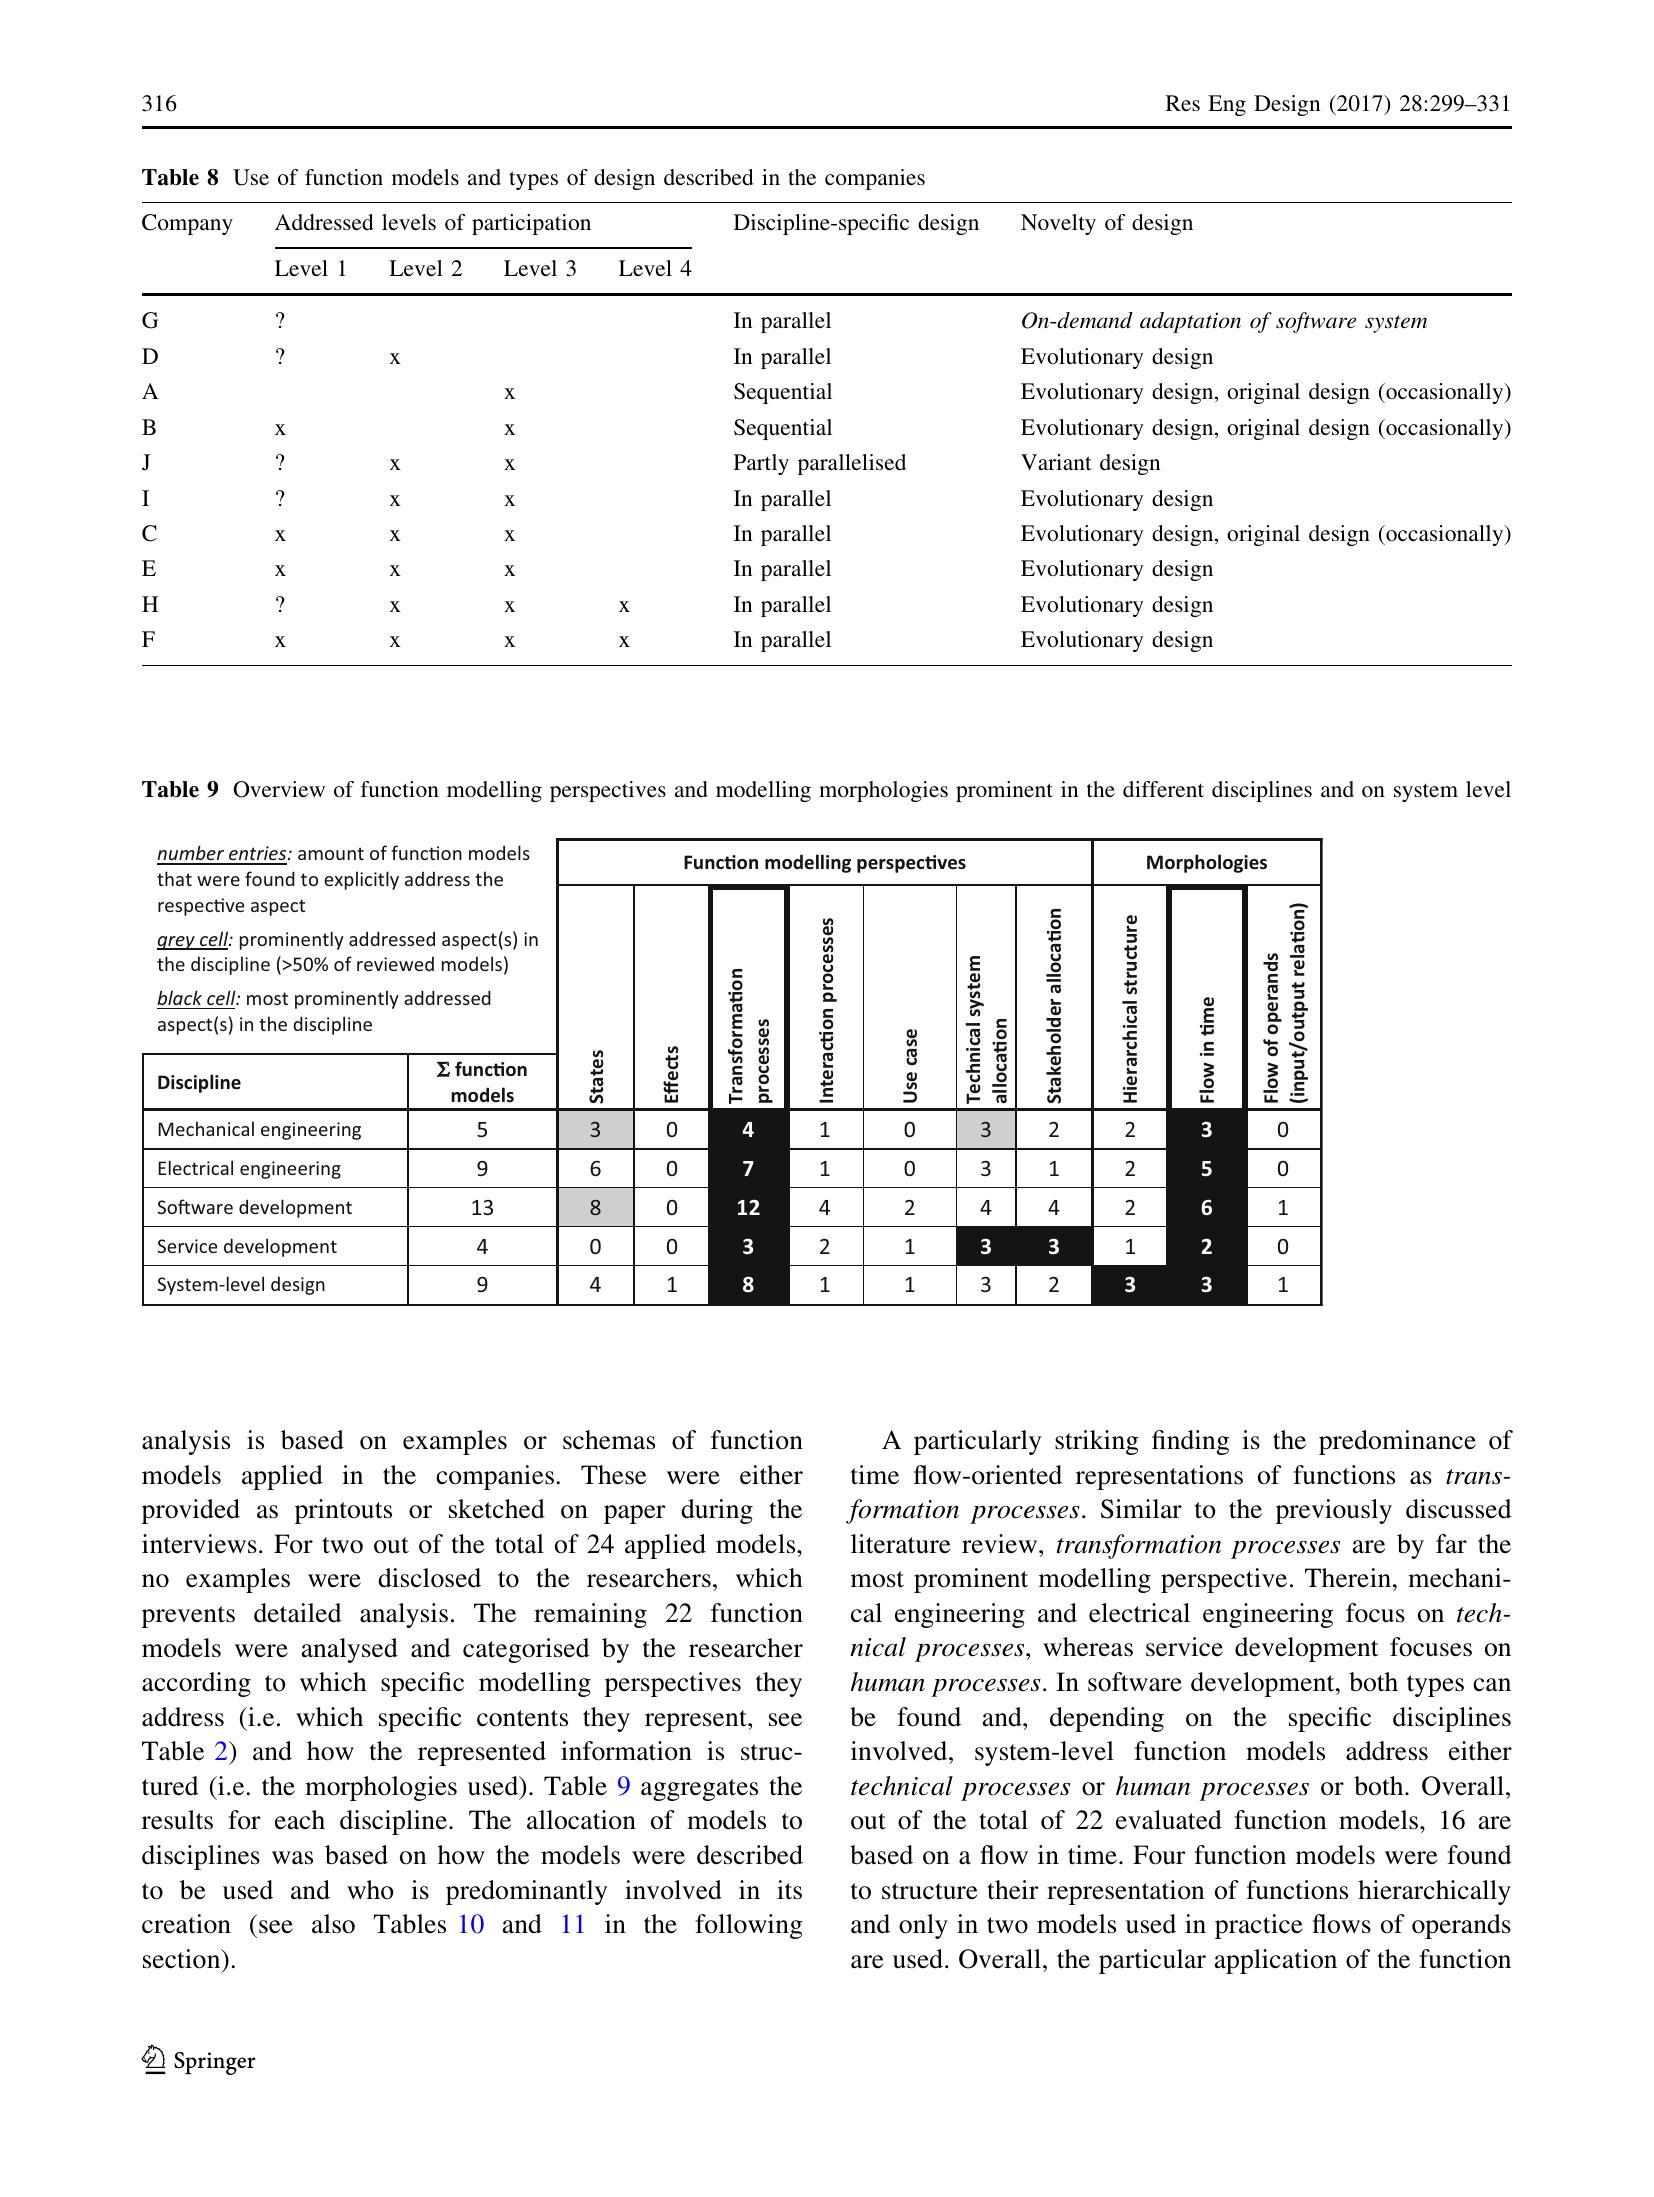 316
Res Eng Design (2017) 28:299–331
Table 8 Use of function models and types of design described in the companies
Company Addressed levels of participation Discipline-specific design Novelty of design
Level 1 Level 2 Level 3 Level 4
G ? In parallel On-demand adaptation of software system
D ? x In parallel Evolutionary design
A x Sequential Evolutionary design, original design (occasionally)
B x x Sequential Evolutionary design, original design (occasionally)
J ? x x Partly parallelised Variant design
I ? x x In parallel Evolutionary design
C x x x In parallel Evolutionary design, original design (occasionally)
E x x x In parallel Evolutionary design
H ? x x x In parallel Evolutionary design
F x x x x In parallel Evolutionary design
Table 9 Overview of function modelling perspectives and modelling morphologies prominent in the different disciplines and on system level
number entries: amount of function models
that were found to explicitly address the
respective aspect
grey cell: prominently addressed aspect(s) in
the discipline (>50% of reviewed models)
black cell: most prominently addressed
aspect(s) in the discipline
Function modelling perspectives Morphologies
Discipline
Σ function
models
States
Effects
Transformation
processes
Interaction processes
Use case
Technical system
allocation
Stakeholder allocation
Hierarchical structure
Flow in time
Flow of operands
(input/output relation)
Mechanical engineering 5 3 0 4 1 0 3 2 2 3 0
Electrical engineering 9 6 0 7 1 0 3 1 2 5 0
Software development 13 8 0 12 4 2 4 4 2 6 1
Service development 4 0 0 3 2 1 3 3 1 2 0
System-level design 9 4 1 8 1 1 3 2 3 3 1
analysis is based on examples or schemas of function
models applied in the companies. These were either
provided as printouts or sketched on paper during the
interviews. For two out of the total of 24 applied models,
no examples were disclosed to the researchers, which
prevents detailed analysis. The remaining 22 function
models were analysed and categorised by the researcher
according to which specific modelling perspectives they
address (i.e. which specific contents they represent, see
Table 2) and how the represented information is struc-
tured (i.e. the morphologies used). Table 9 aggregates the
results for each discipline. The allocation of models to
disciplines was based on how the models were described
to be used and who is predominantly involved in its
creation (see also Tables 10 and 11 in the following
section).
A particularly striking finding is the predominance of
time flow-oriented representations of functions as trans-
formation processes. Similar to the previously discussed
literature review, transformation processes are by far the
most prominent modelling perspective. Therein, mechani-
cal engineering and electrical engineering focus on tech-
nical processes, whereas service development focuses on
human processes. In software development, both types can
be found and, depending on the specific disciplines
involved, system-level function models address either
technical processes or human processes or both. Overall,
out of the total of 22 evaluated function models, 16 are
based on a flow in time. Four function models were found
to structure their representation of functions hierarchically
and only in two models used in practice flows of operands
are used. Overall, the particular application of the function
Springer